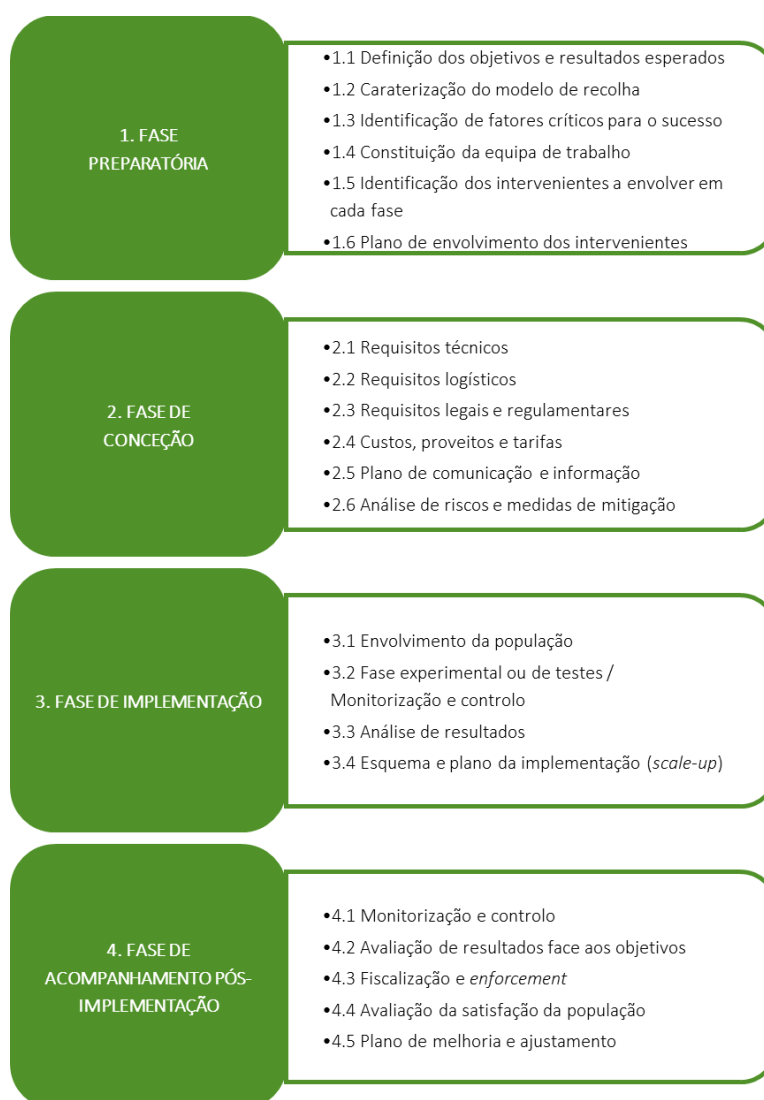 1. FASE
PREPARATÓRIA
•1.1 Definição dos objetivos e resultados esperados
•1.2 Caraterização do modelo de recolha
•1.3 Identificação de fatores críticos para o sucesso
•1.4 Constituição da equipa de trabalho
•1.5 Identificação dos intervenientes a envolver em
cada fase
•1.6 Plano de envolvimento dos intervenientes
2. FASE DE
CONCEÇÃO
•2.1 Requisitos técnicos
•2.2 Requisitos logísticos
•2.3 Requisitos legais e regulamentares
•2.4 Custos, proveitos e tarifas
•2.5 Plano de comunicação e informação
•2.6 Análise de riscos e medidas de mitigação
3. FASE DE IMPLEMENTAÇÃO
•3.1 Envolvimento da população
•3.2 Fase experimental ou de testes /
Monitorização e controlo
•3.3 Análise de resultados
•3.4 Esquema e plano da implementação (scale-up)
4. FASE DE
ACOMPANHAMENTO PÓS-
IMPLEMENTAÇÃO
•4.1 Monitorização e controlo
•4.2 Avaliação de resultados face aos objetivos
•4.3 Fiscalização e enforcement
•4.4 Avaliação da satisfação da população
•4.5 Plano de melhoria e ajustamento